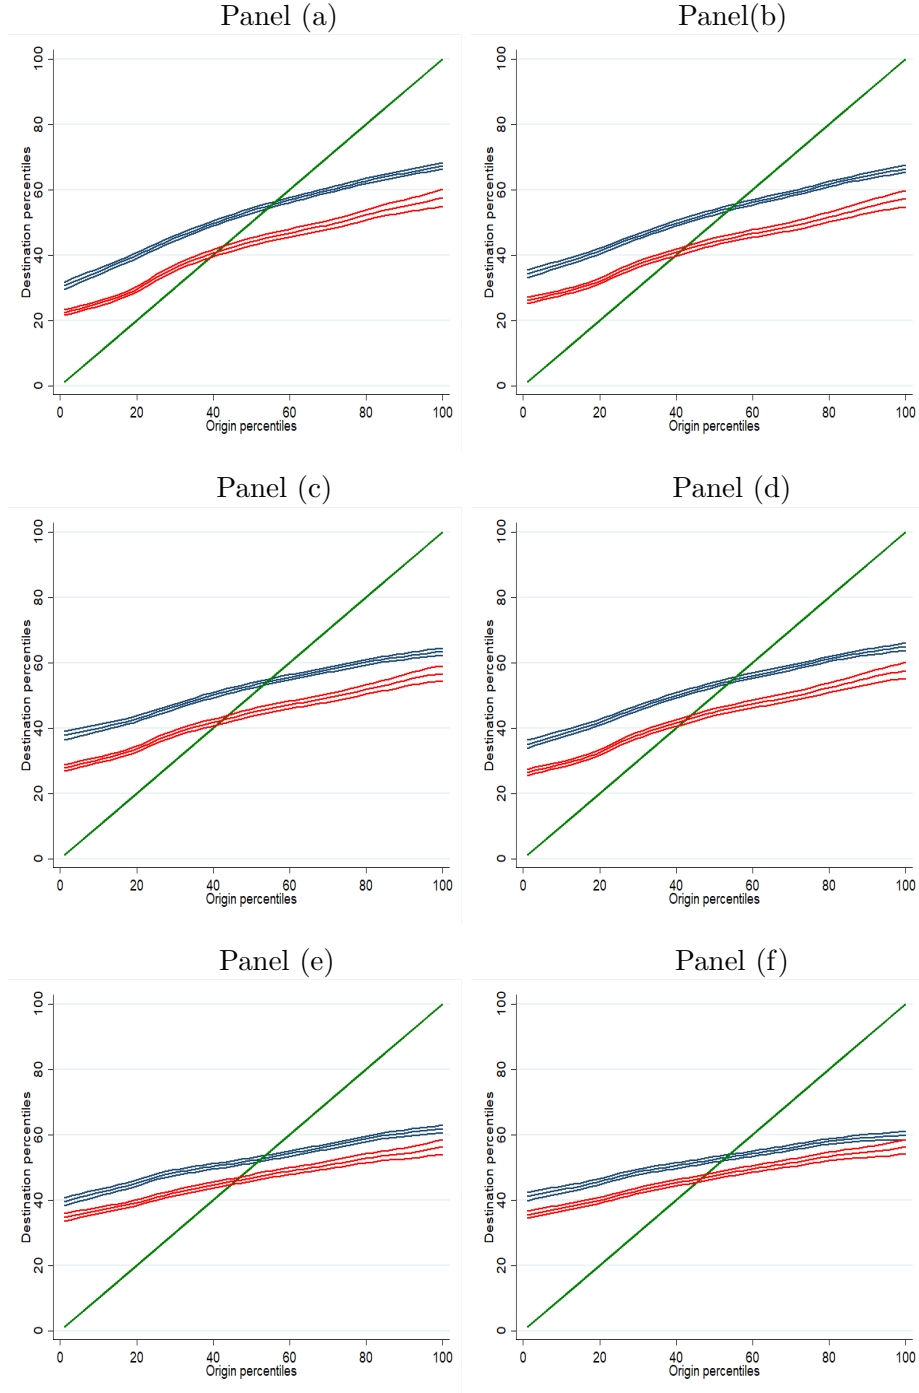 Panel (a)
Destination percentiles
100
80
60
40
20
0
0 20 40 60 80 100
Origin percentiles
Panel(b)
Destination percentiles
100
80
60
40
20
0
0 20 40 60 80 100
Origin percentiles
Panel (c)
Destination percentiles
100
80
60
40
20
0
0 20 40 60 80 100
Origin percentiles
Panel (d)
Destination percentiles
100
80
60
40
20
0
0 20 40 60 80 100
Origin percentiles
Panel (e)
Destination percentiles
100
80
60
40
20
0
0 20 40 60 80 100
Origin percentiles
Panel (f)
Destination percentiles
100
80
60
40
20
0
0 20 40 60 80 100
Origin percentiles